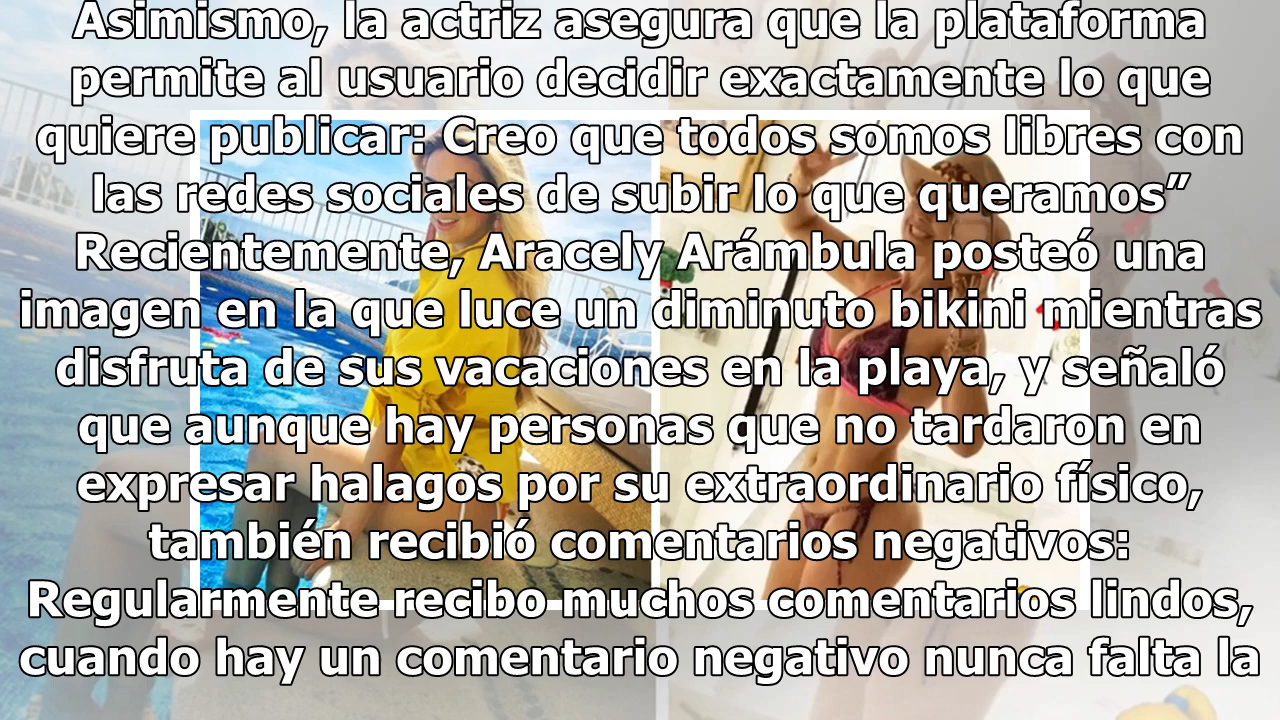 Asimismo, la actriz asegura que la plataforma
permite al usuario decidir exactamente lo que
quiere publicar: Creo que todos somos libres con
las redes sociales de subir lo que queramos”
Recientemente, Aracely Arámbula posteó una
imagen en la que luce un diminuto bikini mientras
disfruta de sus vacaciones en la playa, y señaló
que aunque hay personas que no tardaron en
expresar halagos por su extraordinario físico,
también recibió comentarios negativos:
Regularmente recibo muchos comentarios lindos,
cuando hay un comentario negativo nunca falta la